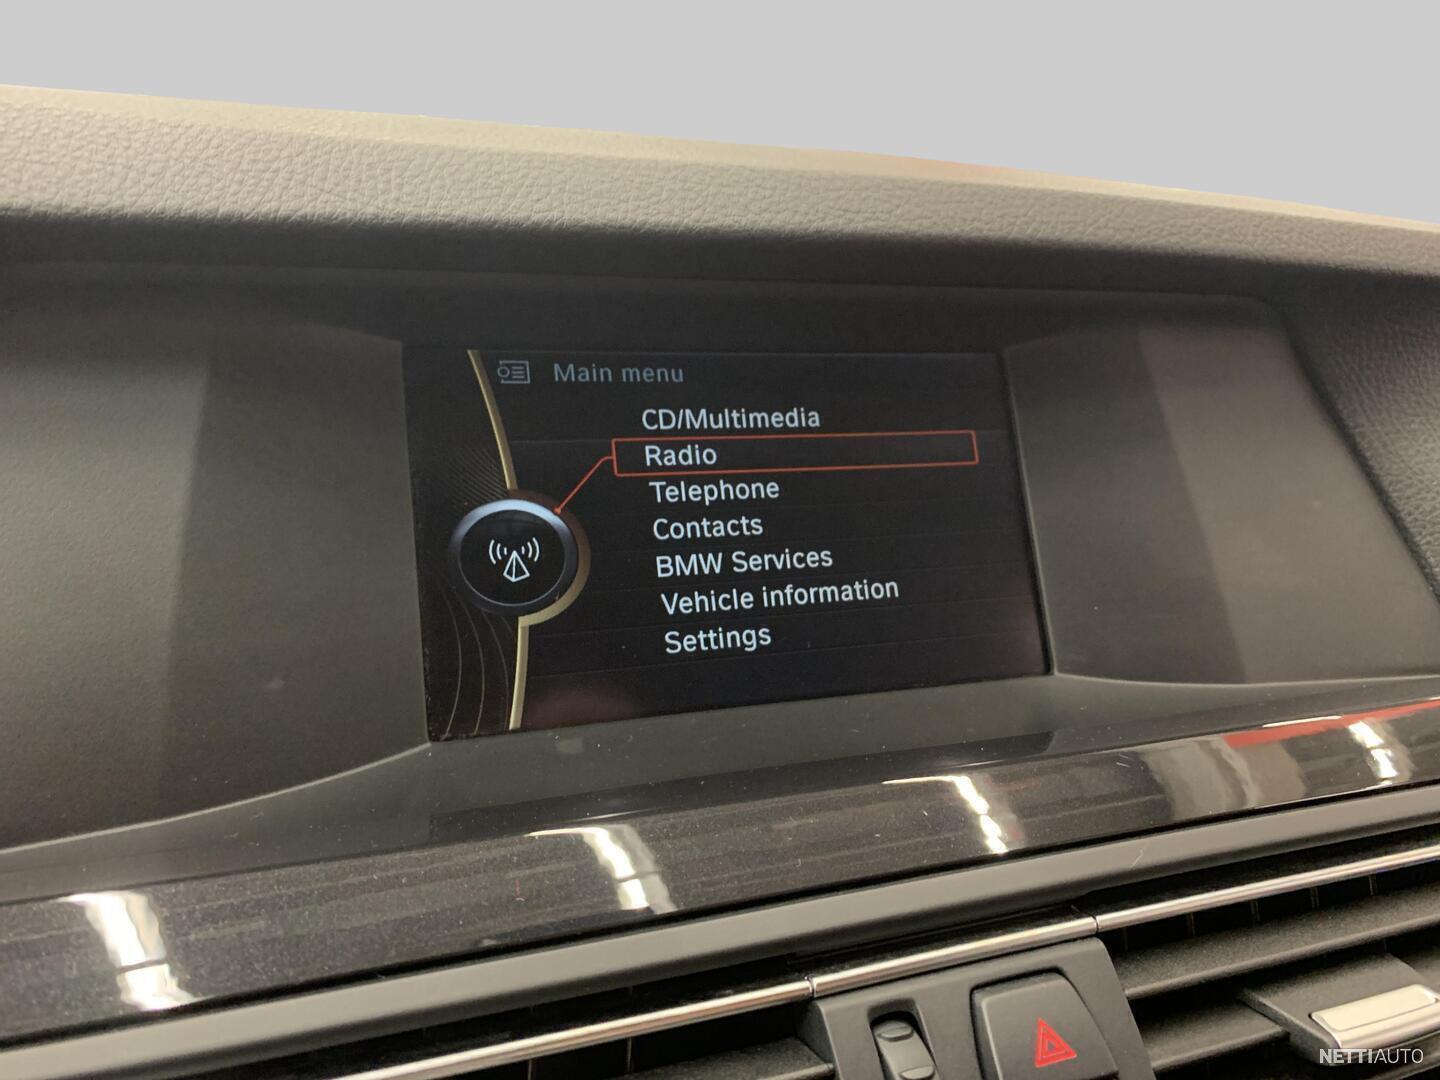 Main menu
CD/Multimedia
Radio
Telephone
Contacts
BMW Services
Vehicle information
Settings
NETTIAUTO